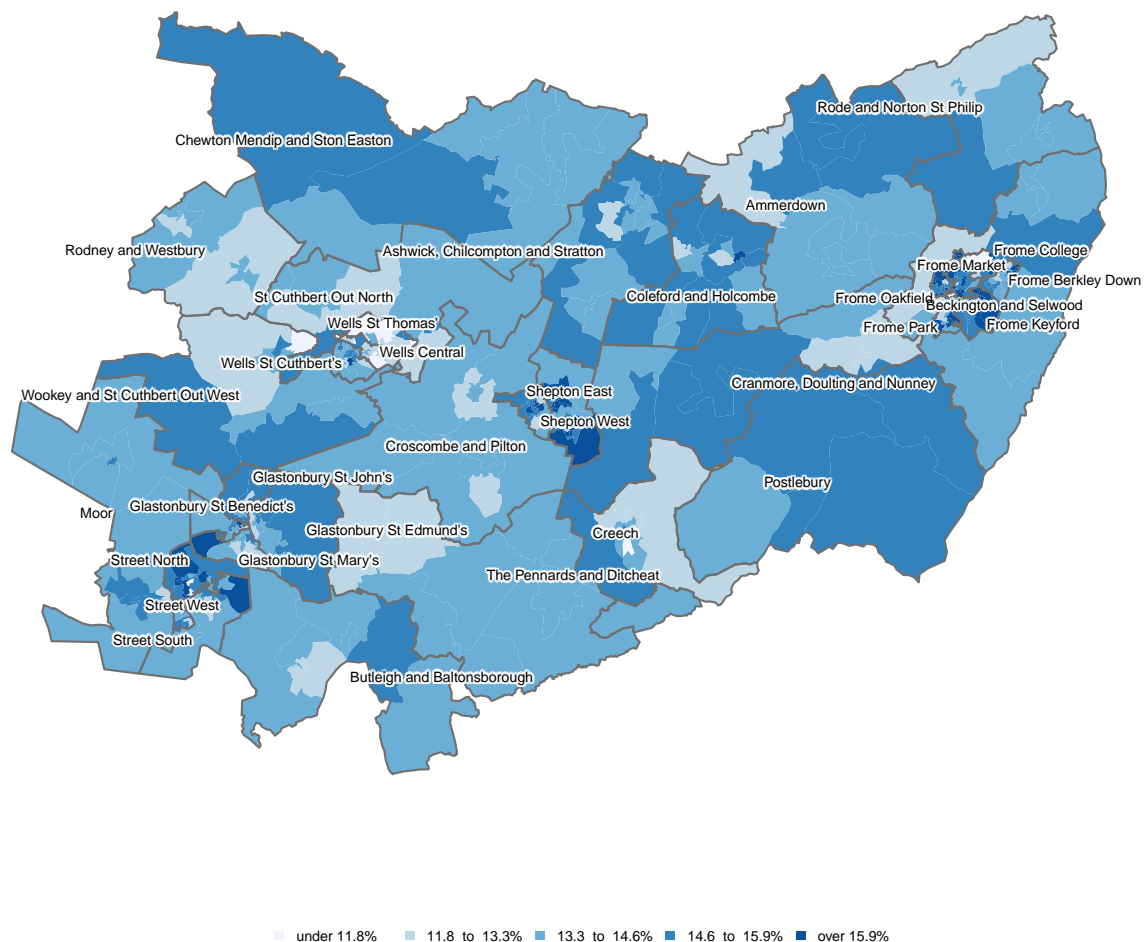 Rode and Norton St Philip
Chewton Mendip and Ston Easton
Ammerdown
Rodney and Westbury
Ashwick, Chilcompton and Stratton
Frome College
Frome Market
Frome Berkley Down
St Cuthbert Out North
Coleford and Holcombe
Frome Oakfield
Beckington and Selwood
Wells St Thomas'
Frome Park
Frome Keyford
Wells Central
Wells St Cuthbert's
Cranmore, Doulting and Nunney
Shepton East
Wookey and St Cuthbert Out West
Shepton West
Croscombe and Pilton
Glastonbury St John's
Postlebury
Glastonbury St Benedict's
Moor
Glastonbury St Edmund's
Creech
Street North
Glastonbury St Mary's
The Pennards and Ditcheat
Street West
Street South
Butleigh and Baltonsborough
under 11.8% 11.8 to 13.3% 13.3 to 14.6% 14.6 to 15.9% over 15.9%